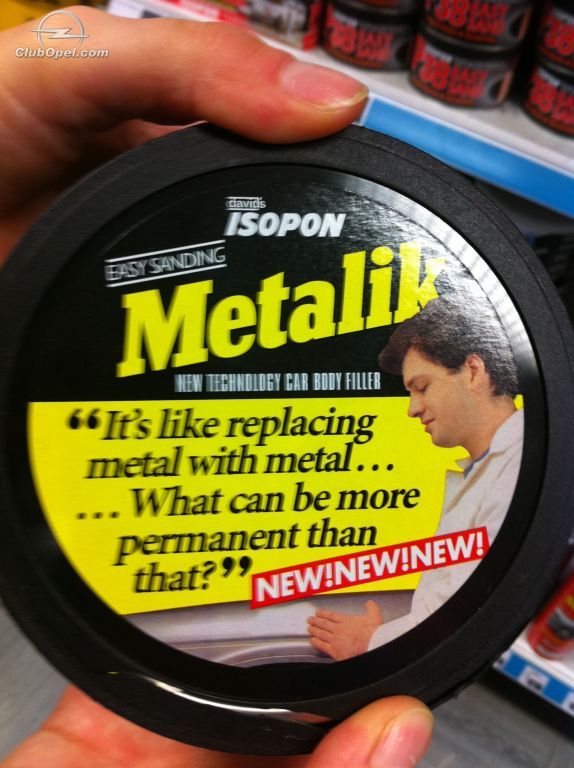 ClubOpel.com
david's
ISOPON
EASY SANDING
Metalik
NEW TECHNOLOGY CAR BODY FILLER
“It's like replacing
metal with metal...
...What can be more
permanent than
that?”
NEW!NEW!NEW!